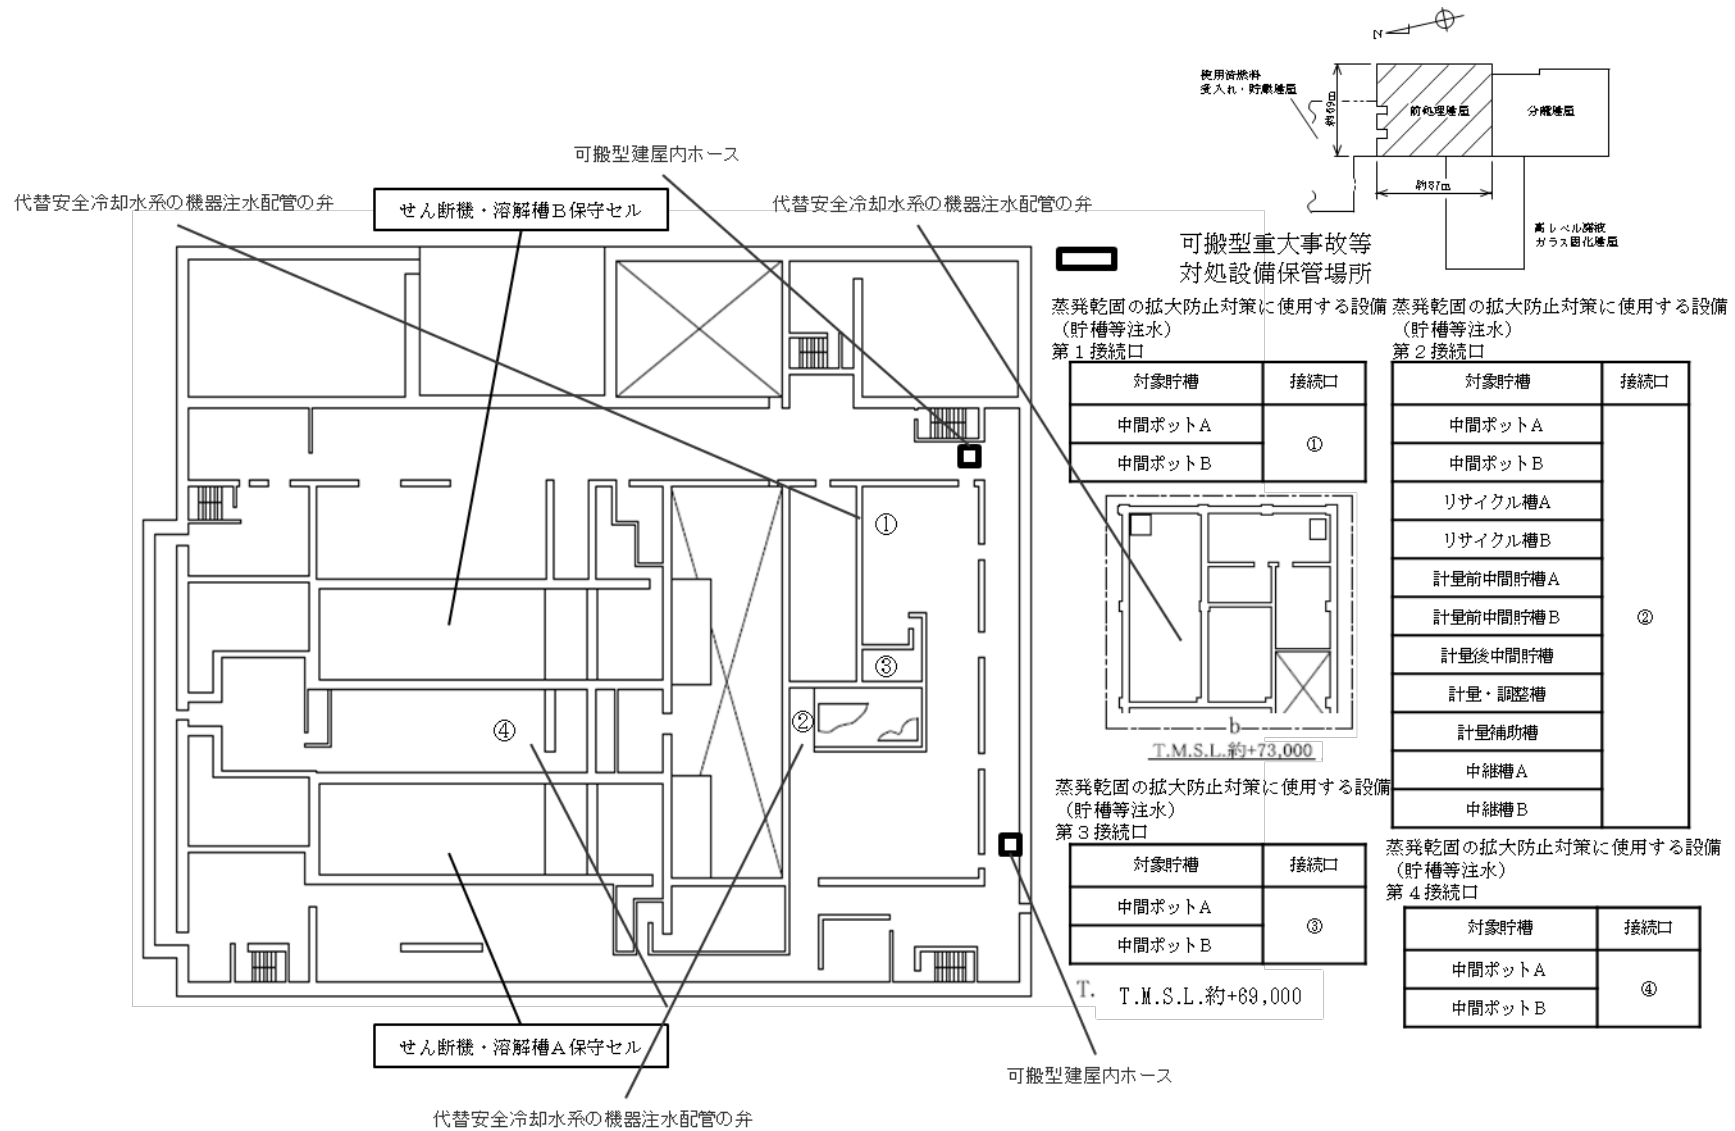 N
使用済燃料
受入れ・貯蔵建屋
約69m
前処理建屋
分離建屋
約87m
高レベル廃液
ガラス固化建屋
可搬型建屋内ホース
代替安全冷却水系の機器注水配管の弁
せん断機・溶解槽B保守セル
代替安全冷却水系の機器注水配管の弁
可搬型重大事故等
対処設備保管場所
蒸発乾固の拡大防止対策に使用する設備
(貯槽等注水)
第1接続口
対象貯槽 接続口
中間ポットA
①
中間ポットB
蒸発乾固の拡大防止対策に使用する設備
(貯槽等注水)
第2接続口
対象貯槽 接続口
中間ポットA
中間ポットB
リサイクル槽A
リサイクル槽B
計量前中間貯槽A
計量前中間貯槽B
②
計量後中間貯槽
計量・調整槽
計量補助槽
中継槽A
中継槽B
①
③
②
④
b
T.M.S.L.約+73,000
蒸発乾固の拡大防止対策に使用する設備
(貯槽等注水)
第3接続口
対象貯槽 接続口
中間ポットA
③
中間ポットB
蒸発乾固の拡大防止対策に使用する設備
(貯槽等注水)
第4接続口
対象貯槽 接続口
中間ポットA
④
中間ポットB
T. T.M.S.L.約+69,000
せん断機・溶解槽A保守セル
可搬型建屋内ホース
代替安全冷却水系の機器注水配管の弁